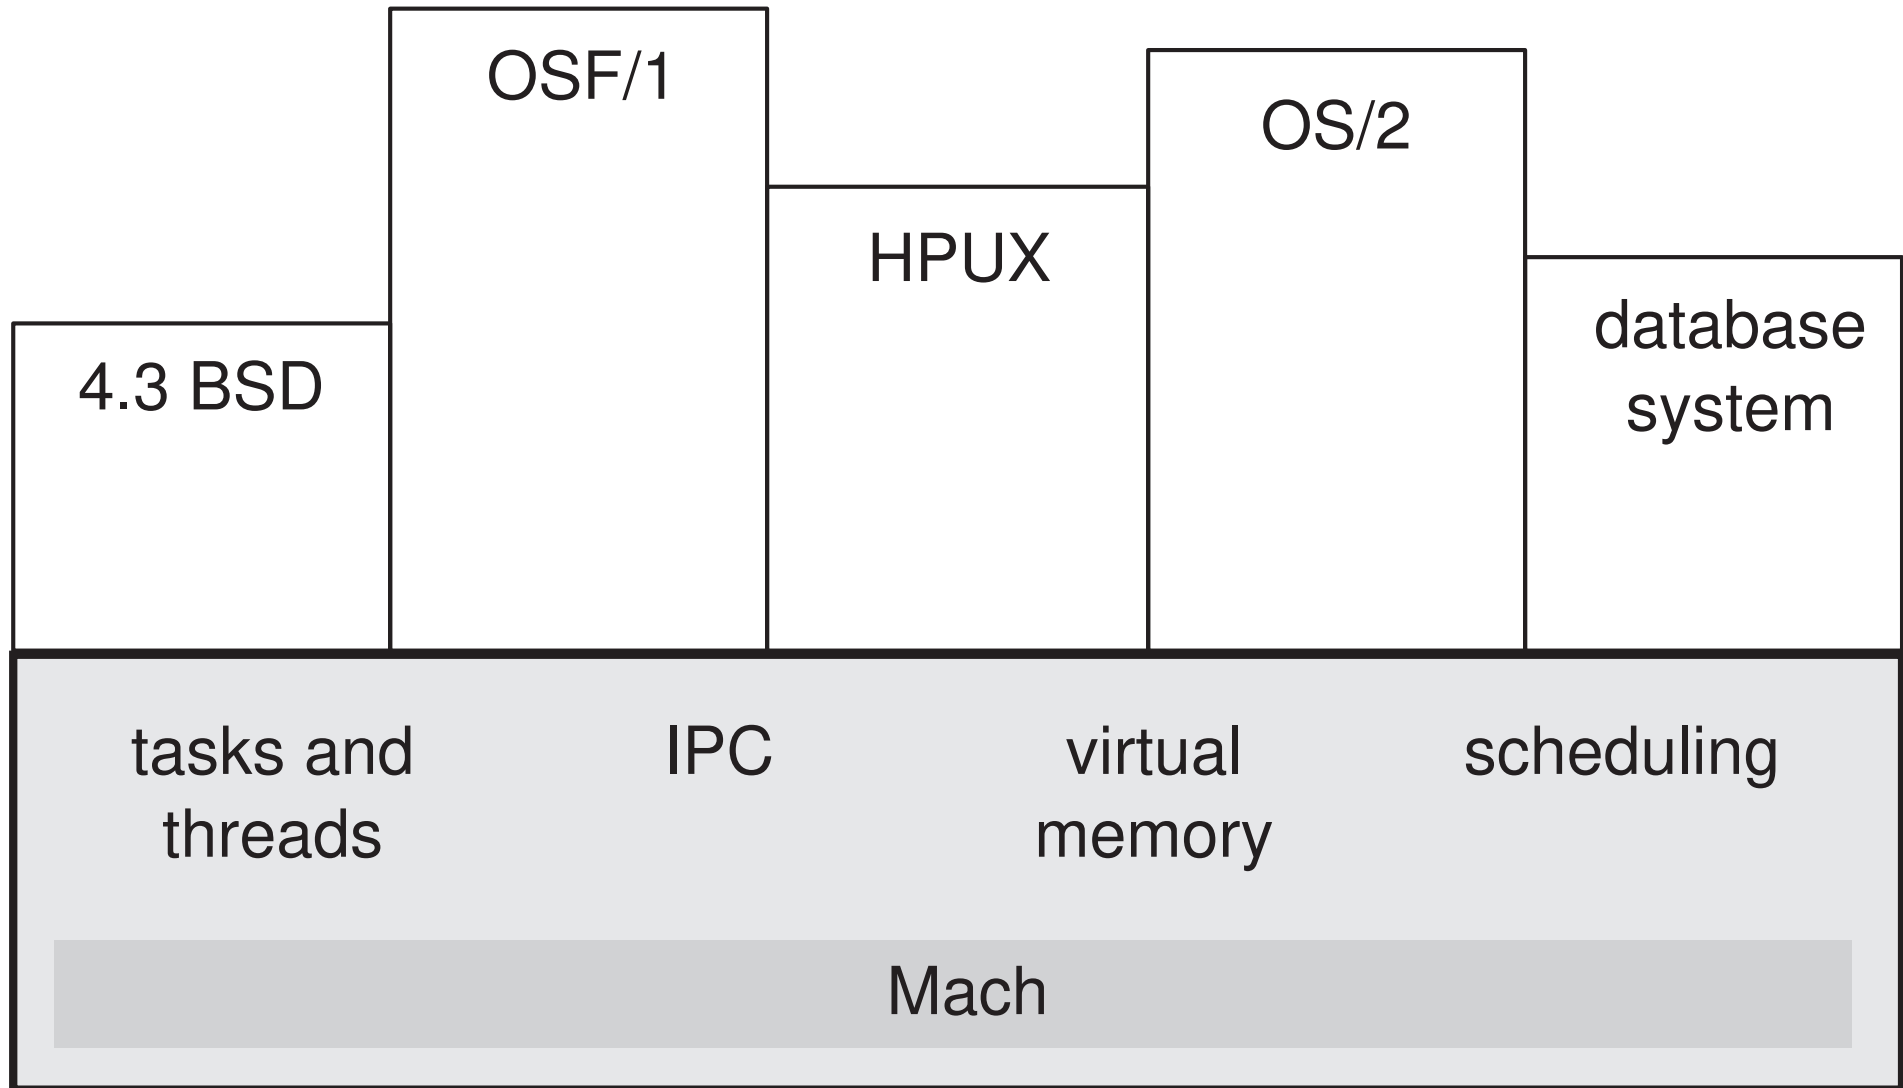 OSF/1
OS/2
HPUX
database
system
4.3 BSD
tasks and
threads
IPC
virtual
memory
scheduling
Mach